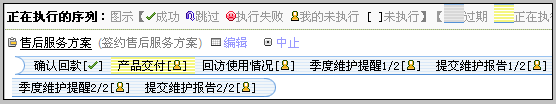 正在执行的序列：图示【成功 跳过 执行失败 我的未执行 [ ]未执行】【 过期 正在执
售后服务方案 (签约售后服务方案) 编辑 中止
确认回款[✓] 产品交付[] 回访使用情况[] 季度维护提醒1/2[] 提交维护报告1/2[]
季度维护提醒2/2[] 提交维护报告2/2[]